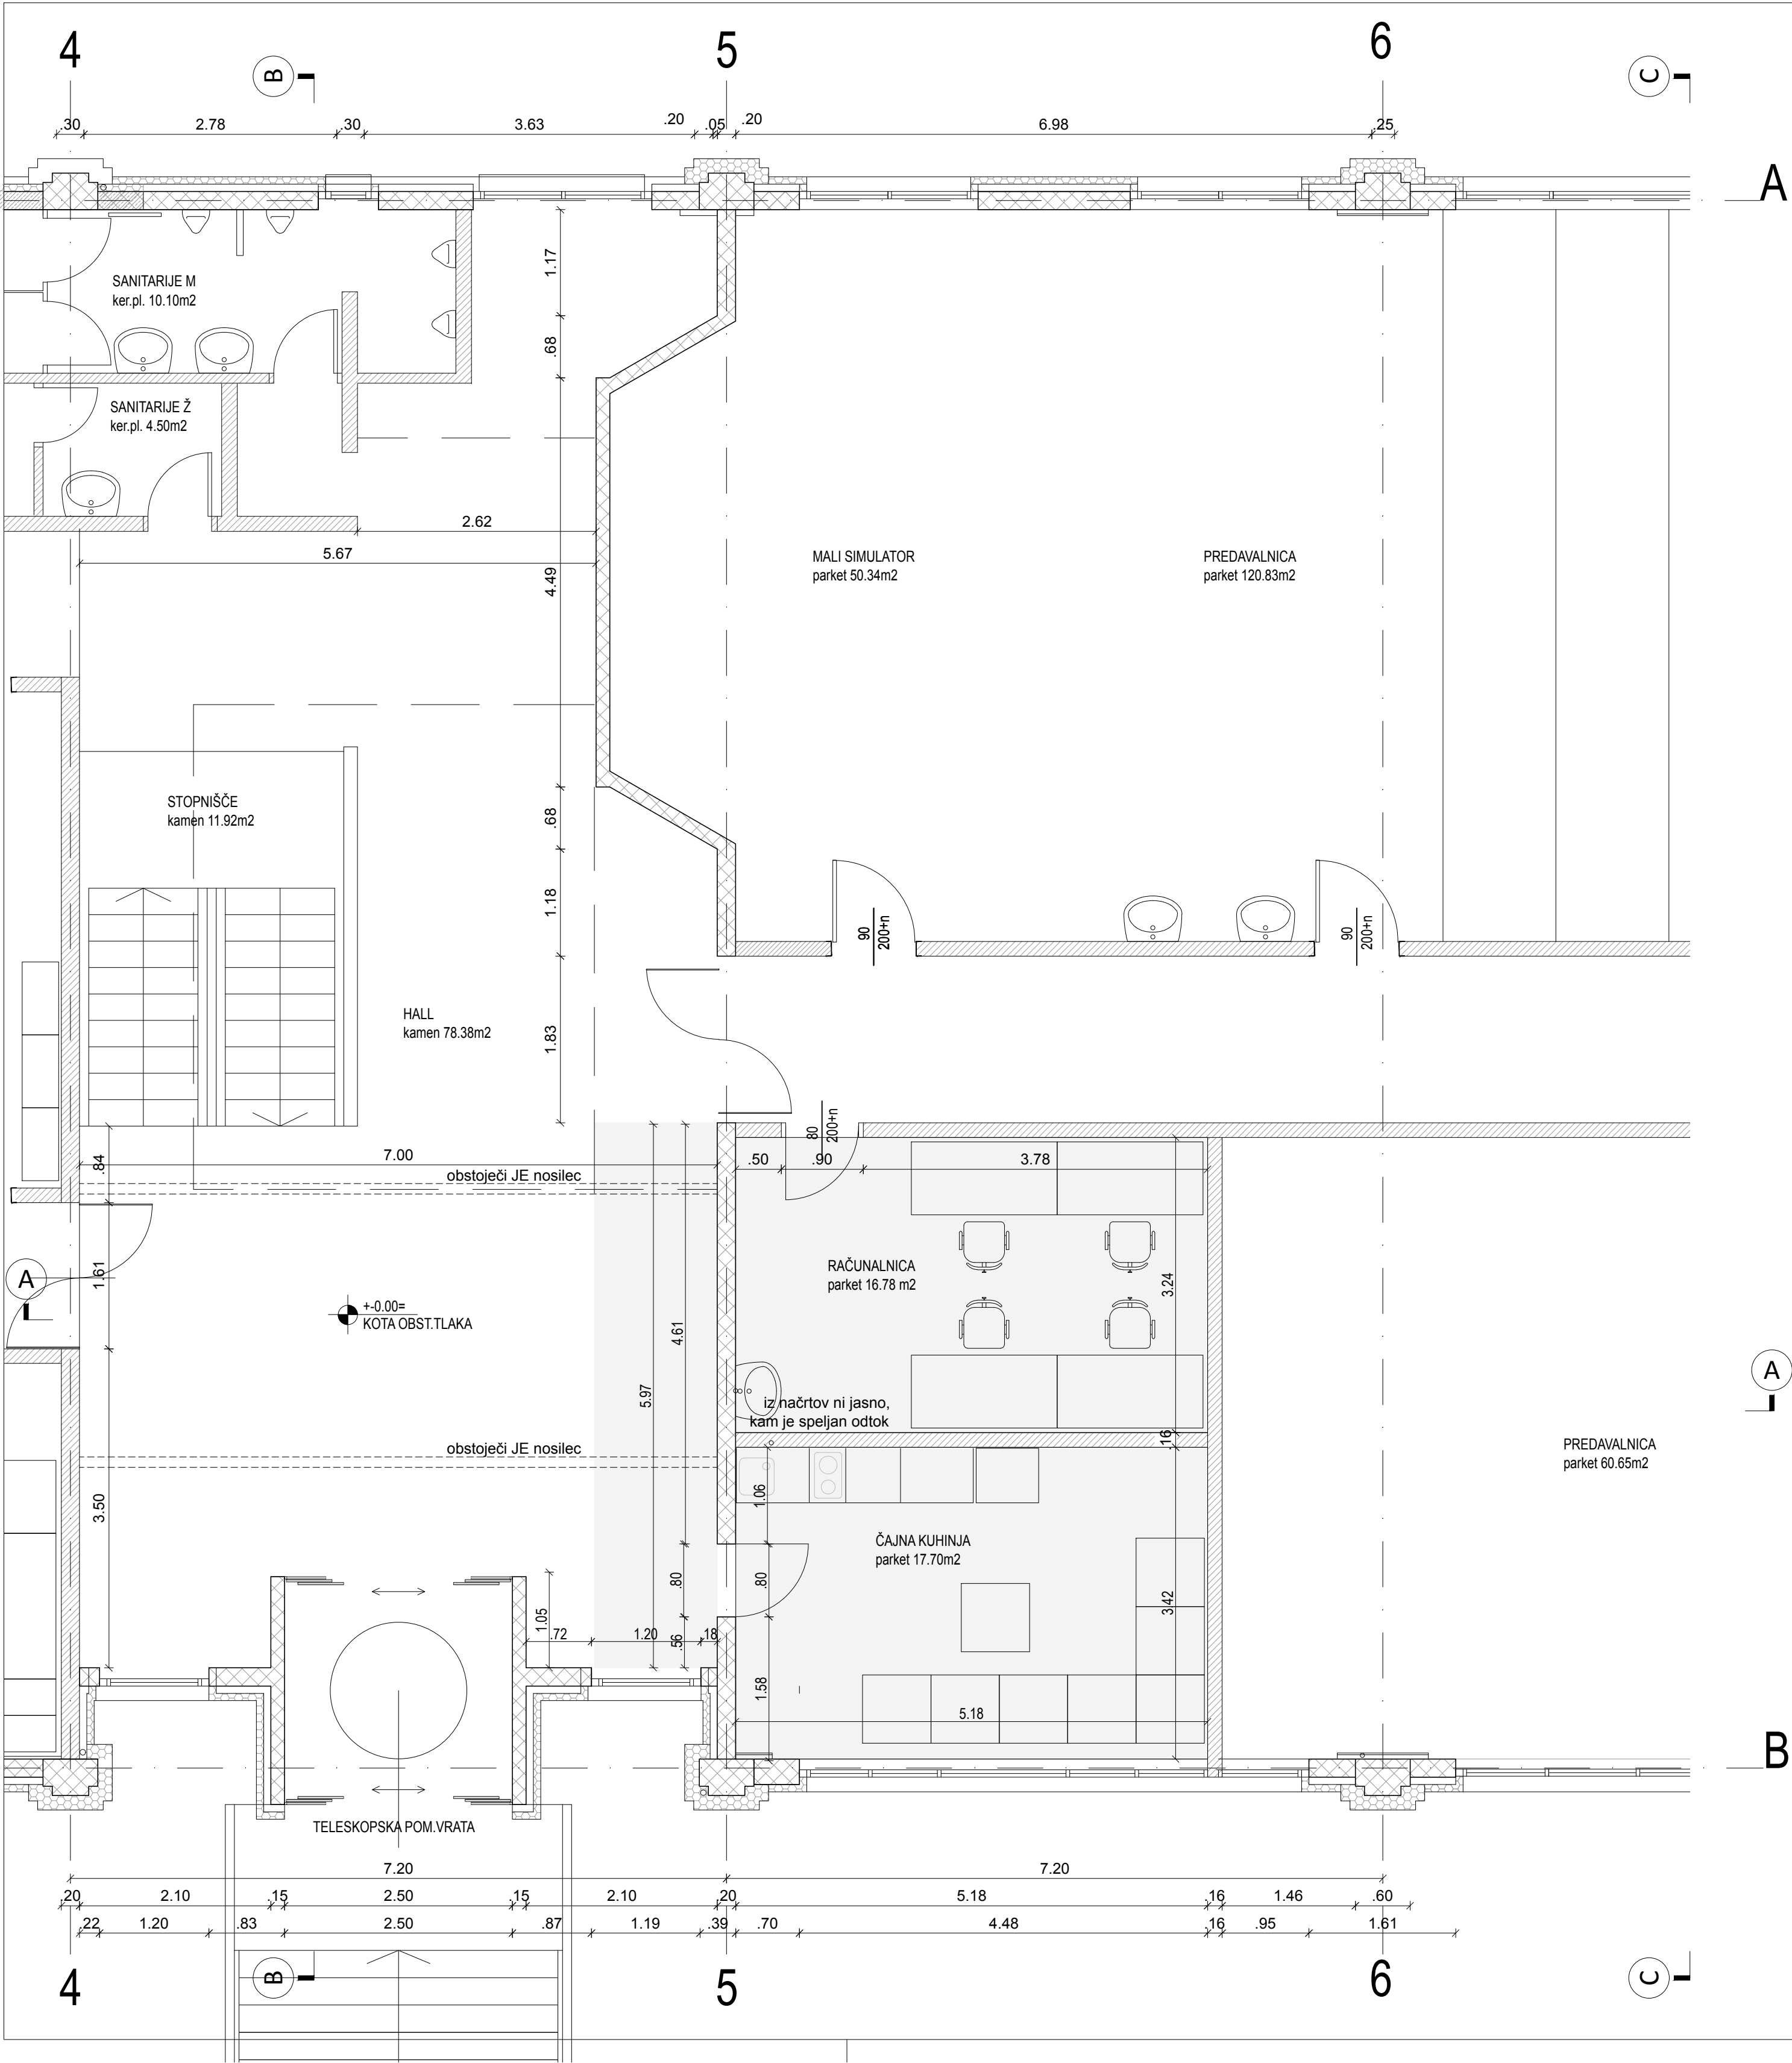 4
5
6
B
C
.30
2.78
.30
3.63
.20
.05
.20
6.98
.25
A
1.17
SANITARIJE M
ker.pl. 10.10m2
.68
SANITARIJE Ž
ker.pl. 4.50m2
2.62
5.67
4.49
MALI SIMULATOR
parket 50.34m2
PREDAVALNICA
parket 120.83m2
STOPNIŠČE
kamen 11.92m2
.68
1.18
90
200+n
90
200+n
HALL
kamen 78.38m2
1.83
80
200+n
.84
7.00
obstoječi JE nosilec
.50
.90
3.78
A
1.61
RAČUNALNICA
parket 16.78 m2
3.24
+-0.00=
KOTA OBST.TLAKA
4.61
5.97
A
iz načrtov ni jasno,
kam je speljan odtok
.16
obstoječi JE nosilec
PREDAVALNICA
parket 60.65m2
3.50
1.06
ČAJNA KUHINJA
parket 17.70m2
.80
.80
3.42
1.05
.72
1.20
.18
.56
1.58
5.18
B
TELESKOPSKA POM.VRATA
7.20
7.20
.20
2.10
.15
2.50
.15
2.10
.20
5.18
.16
1.46
.60
.22
1.20
.83
2.50
.87
1.19
.39
.70
4.48
.16
.95
1.61
B
C
4
5
6